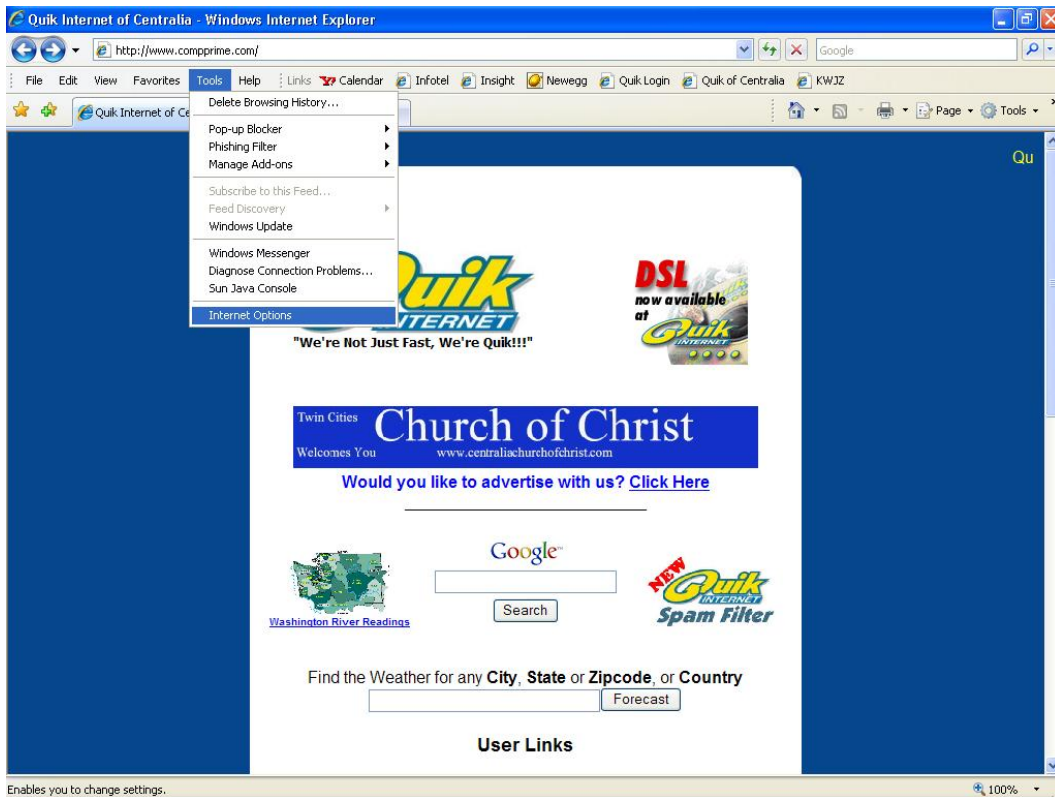 Quik Internet of Centralia - Windows Internet Explorer
http://www.compprime.com/
Google
File Edit View Favorites Tools Help Links Calendar Infotel Insight Newegg Quik Login Quik of Centralia KWJZ
Quik Internet of Ce
Page Tools
Delete Browsing History...
Pop-up Blocker
Phishing Filter
Manage Add-ons
Subscribe to this Feed...
Feed Discovery
Windows Update
Windows Messenger
Diagnose Connection Problems...
Sun Java Console
Internet Options
Qu
Quik
INTERNET
"We're Not Just Fast, We're Quik!!!"
DSL
now available
at
Quik
INTERNET
Twin Cities
Church of Christ
Welcomes You
www.centraliachurchofchrist.com
Would you like to advertise with us? Click Here
Google™
Search
Washington River Readings
NEW
Quik
INTERNET
Spam Filter
Find the Weather for any City, State or Zipcode, or Country
Forecast
User Links
Enables you to change settings.
100%